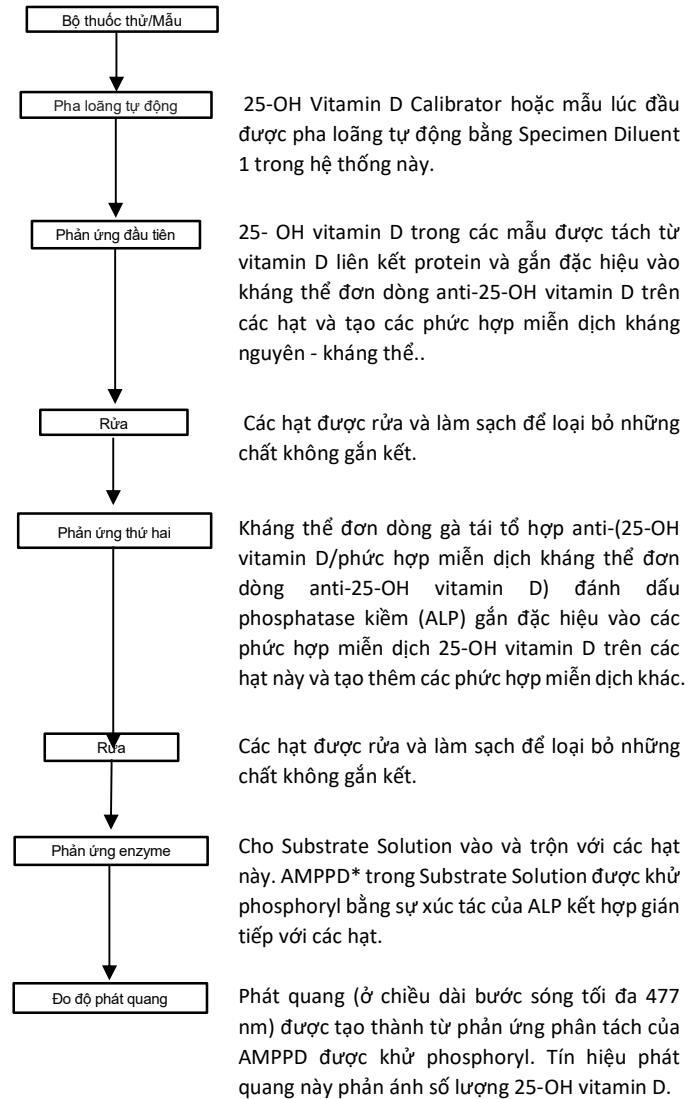 Bộ thuốc thử/Mẫu
Pha loãng tự động
25-OH Vitamin D Calibrator hoặc mẫu lúc đầu
được pha loãng tự động bằng Specimen Diluent
1 trong hệ thống này.
Phản ứng đầu tiên
25- OH vitamin D trong các mẫu được tách từ
vitamin D liên kết protein và gắn đặc hiệu vào
kháng thể đơn dòng anti-25-OH vitamin D trên
các hạt và tạo các phức hợp miễn dịch kháng
nguyên - kháng thể..
Rửa
Các hạt được rửa và làm sạch để loại bỏ những
chất không gắn kết.
Phản ứng thứ hai
Kháng thể đơn dòng gà tái tổ hợp anti-(25-OH
vitamin D/phức hợp miễn dịch kháng thể đơn
dòng anti-25-OH vitamin D) đánh dấu
phosphatase kiềm (ALP) gắn đặc hiệu vào các
phức hợp miễn dịch 25-OH vitamin D trên các
hạt này và tạo thêm các phức hợp miễn dịch khác.
Rửa
Các hạt được rửa và làm sạch để loại bỏ những
chất không gắn kết.
Phản ứng enzyme
Cho Substrate Solution vào và trộn với các hạt
này. AMPPD* trong Substrate Solution được khử
phosphoryl bằng sự xúc tác của ALP kết hợp gián
tiếp với các hạt.
Đo độ phát quang
Phát quang (ở chiều dài bước sóng tối đa 477
nm) được tạo thành từ phản ứng phân tách của
AMPPD được khử phosphoryl. Tín hiệu phát
quang này phản ánh số lượng 25-OH vitamin D.